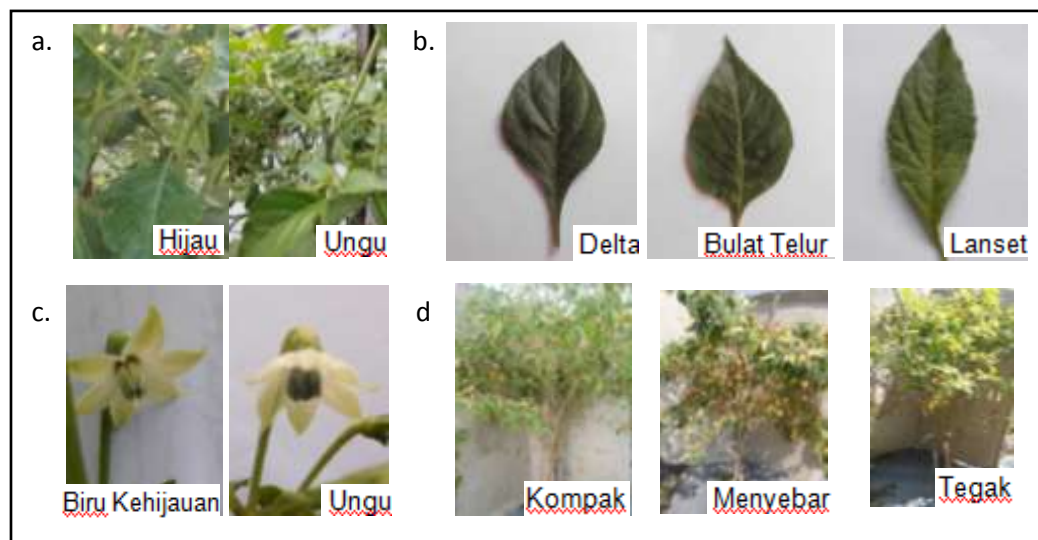 a.
Hijau
Ungu
b.
Delta
Bulat Telur
Lanset
c.
Biru Kehijauan
Ungu
d
Kompak
Menyebar
Tegak